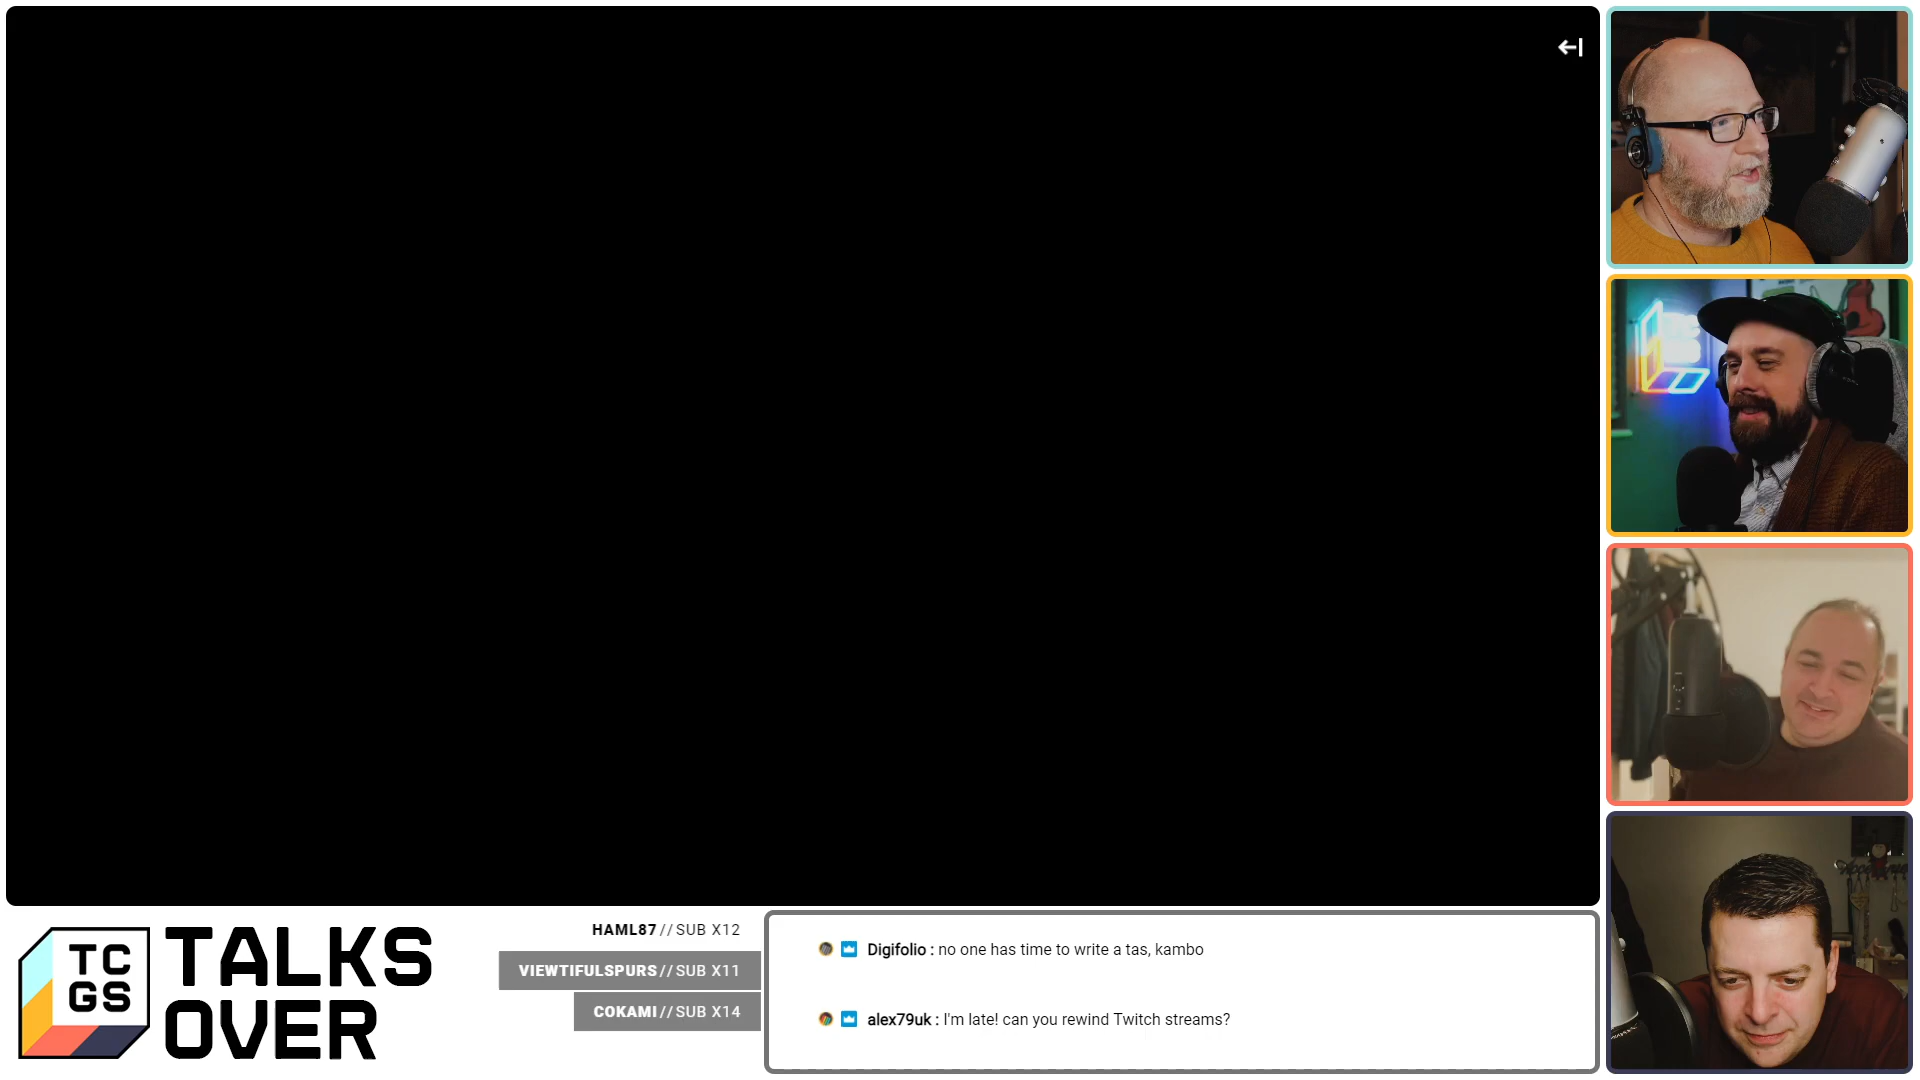 TC
GS
TALKS
OVER
HAML87 // SUB X12
VIEWTIFULSPURS // SUB X11
COKAMI // SUB X14
Digifolio : no one has time to write a tas, kambo
alex79uk : I'm late! can you rewind Twitch streams?